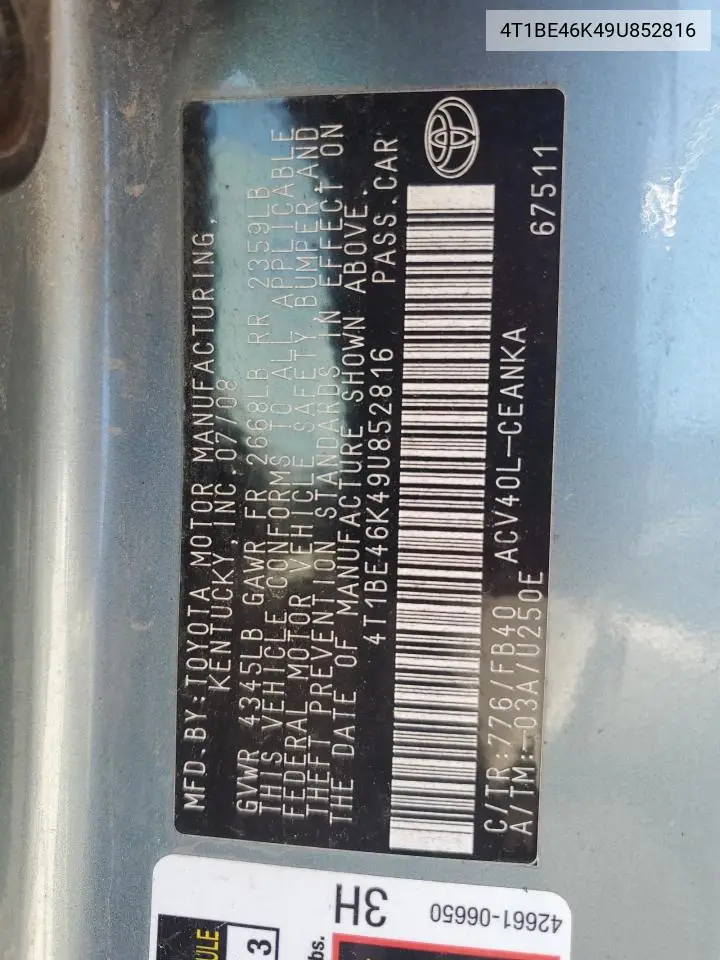 4T1BE46K49U852816
MFD.BY:TOYOTA MOTOR MANUFACTURING,
KENTUCKY, INC. 07/08
GVWR 4345LB GAWR FR 2668LB RR 2359LB
THIS VEHICLE CONFORMS TO ALL APPLICABLE
FEDERAL MOTOR VEHICLE SAFETY, BUMPER, AND
THEFT PREVENTION STANDARDS IN EFFECT ON
THE DATE OF MANUFACTURE SHOWN ABOVE.
4T1BE46K49U852816 PASS.CAR
C/TR:776/FB40 ACV40L-CEANKA 67511
A/TM:-03A/U250E
3H
42661-06650
ULE
3
bs.